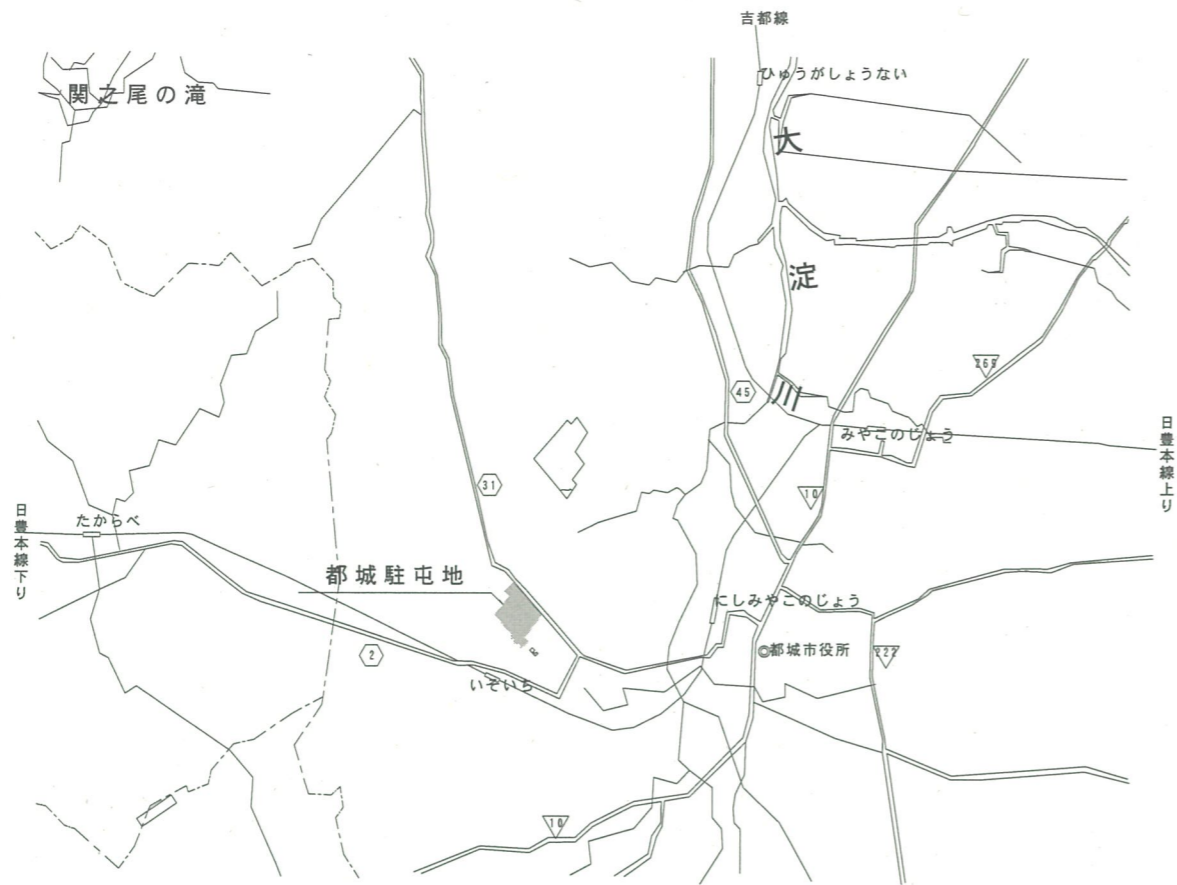 吉都線
ひゅうがしょうない
関之尾の滝
大
淀
川
269
45
みやこのじょう
日豊本線上り
31
10
日豊本線下り
たからべ
都城駐屯地
にしみやこのじょう
◎都城市役所
222
2
いそいち
10